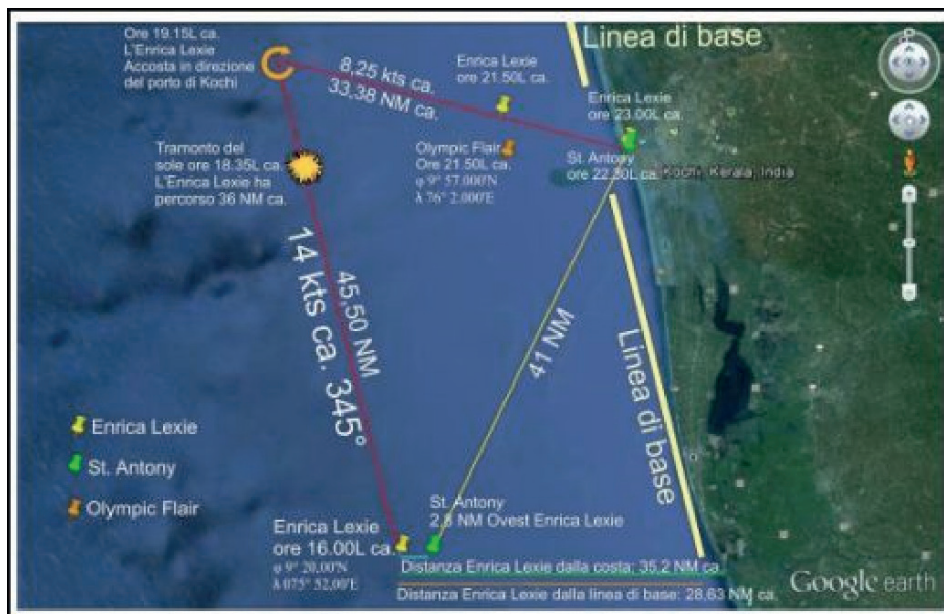 Ore 19.15L ca.
L'Enrica Lexie
Accosta in direzione
del porto di Kochi
8,25 kts ca.
33,38 NM ca.
Enrica Lexie
ore 21.50L ca.
Linea di base
Enrica Lexie
ore 23.00L ca.
Tramonto del
sole ore 18.35L ca.
L'Enrica Lexie ha
percorso 36 NM ca.
Olympic Flair
Ore 21.50L ca.
φ 9° 57.000'N
λ 76° 2.000'E
St. Antony
ore 22.30L ca.
Kochi, Kerala, India
14 kts ca. 345°
45,50 NM
41 NM
Linea di base
Enrica Lexie
St. Antony
Olympic Flair
St. Antony
2,8 NM Ovest Enrica Lexie
Enrica Lexie
ore 16.00L ca.
φ 9° 20,00'N
λ 075° 52,00'E
Distanza Enrica Lexie dalla costa: 35,2 NM ca.
Distanza Enrica Lexie dalla linea di base: 28,63 NM ca.
Google earth